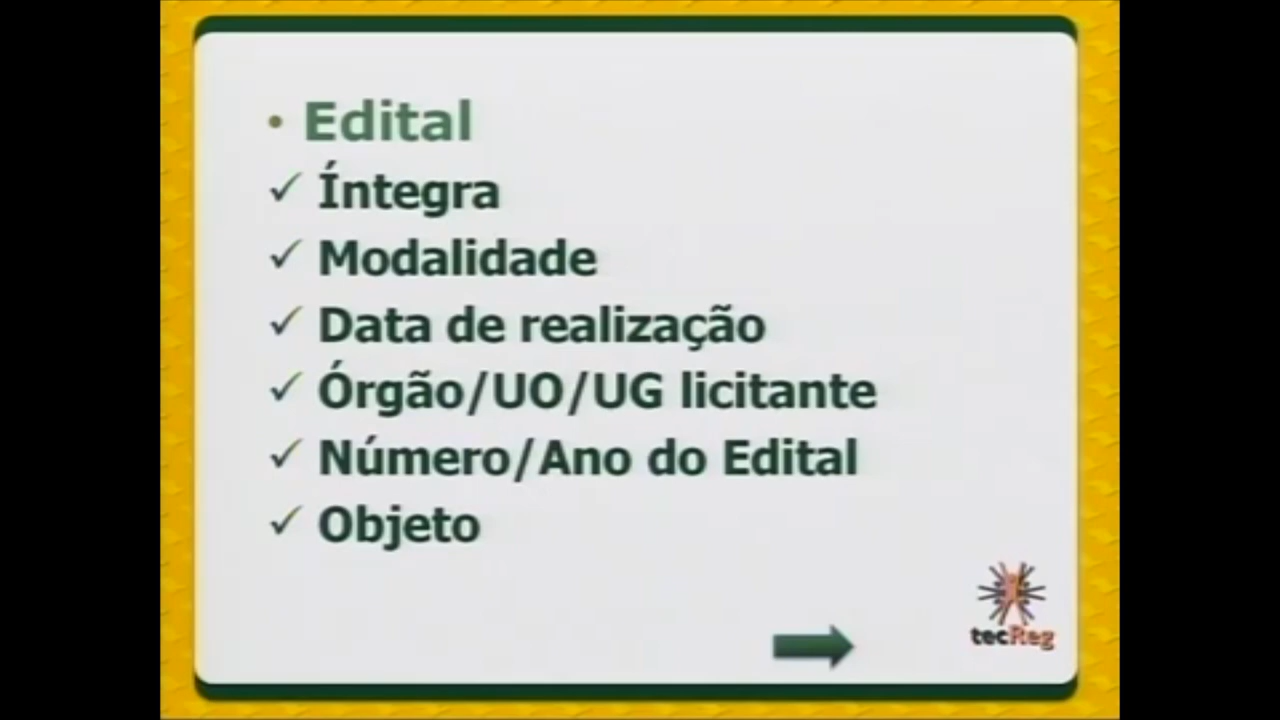 • Edital
✓ Íntegra
✓ Modalidade
✓ Data de realização
✓ Órgão/UO/UG licitante
✓ Número/Ano do Edital
✓ Objeto
tecReg